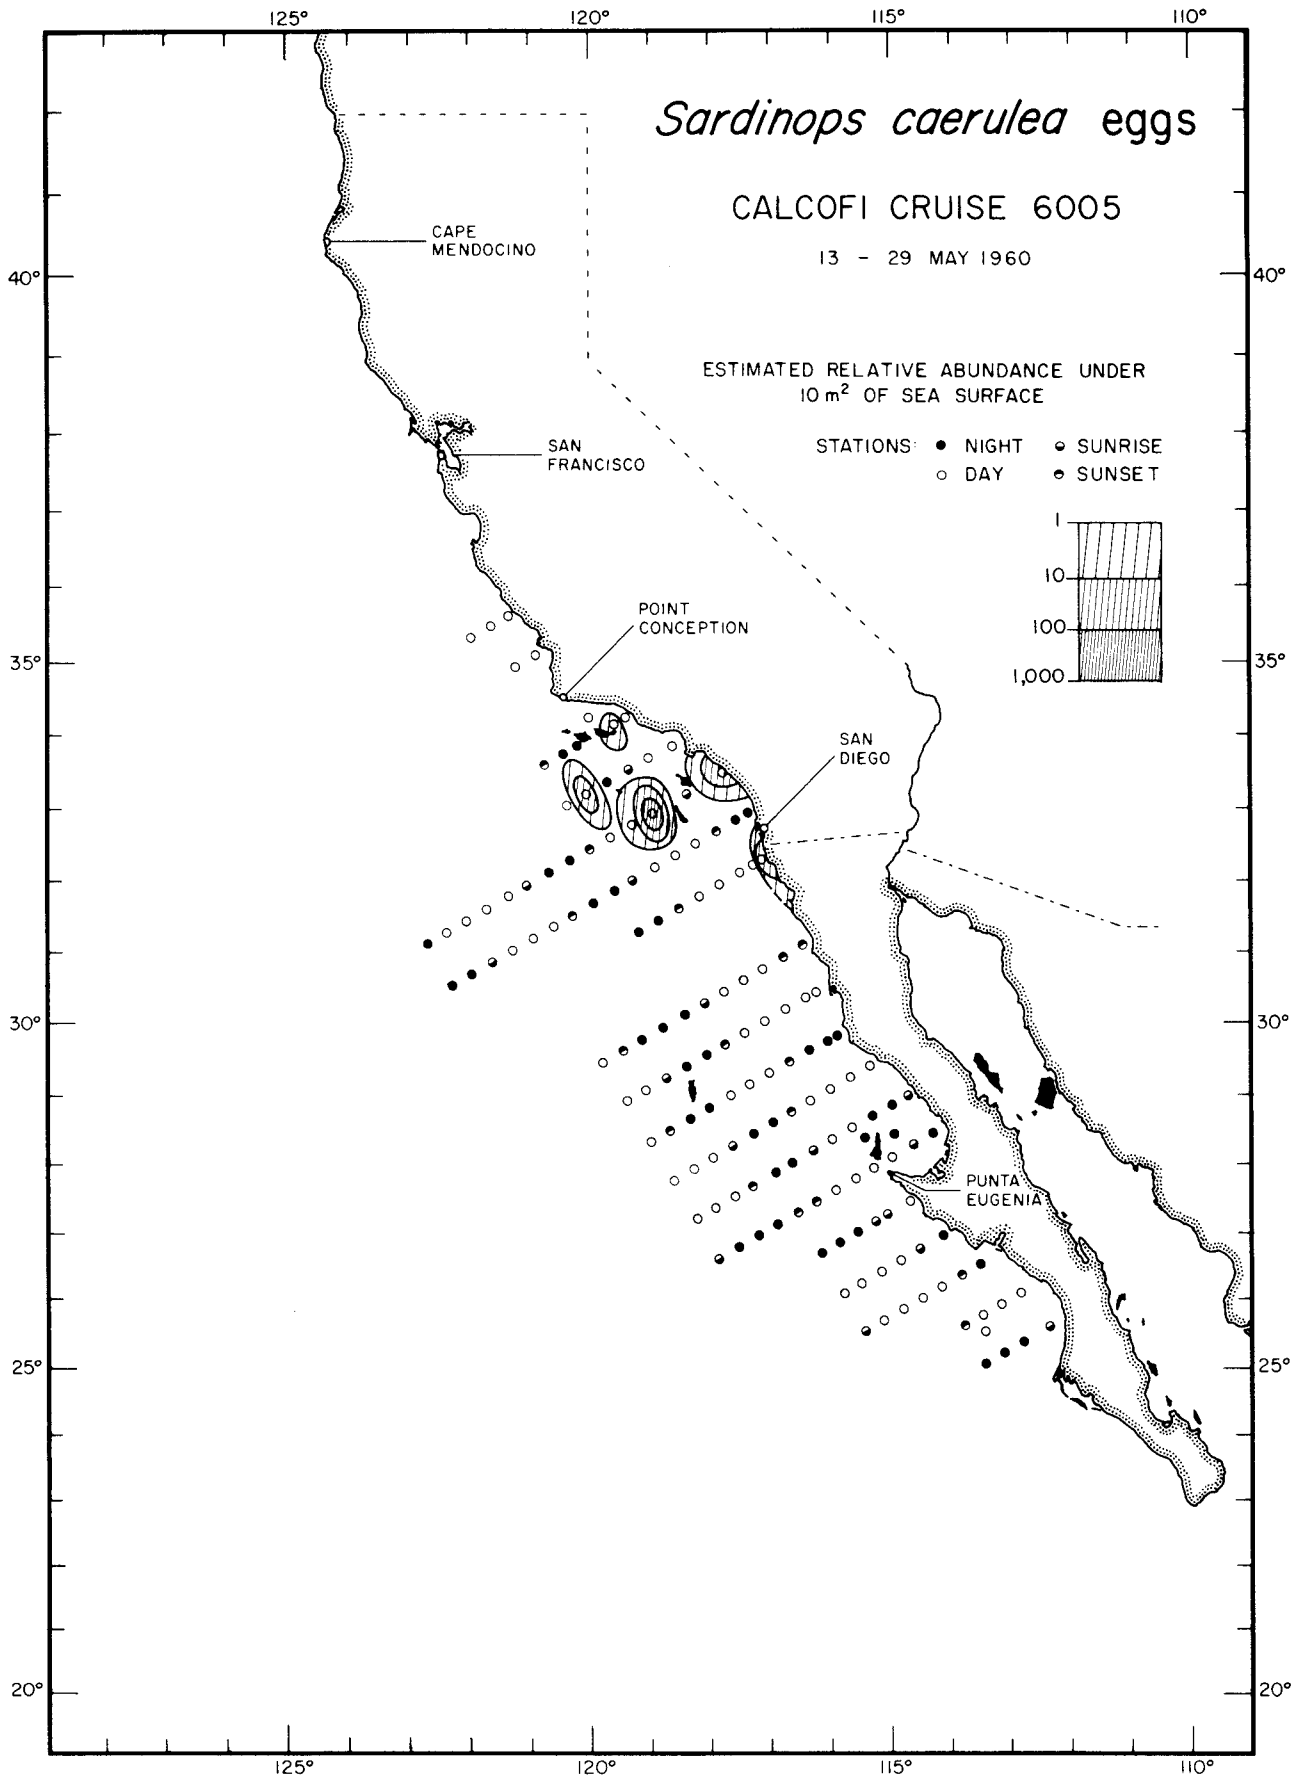 125° 120° 115° 110°
Sardinops caerulea eggs
CALCOFI CRUISE 6005
13 – 29 MAY 1960
CAPE
MENDOCINO
40° 40°
ESTIMATED RELATIVE ABUNDANCE UNDER
10 m² OF SEA SURFACE
STATIONS: NIGHT SUNRISE
DAY SUNSET
SAN
FRANCISCO
1
10
100
1,000
POINT
CONCEPTION
35° 35°
SAN
DIEGO
30° 30°
PUNTA
EUGENIA
25° 25°
20° 20°
125° 120° 115° 110°